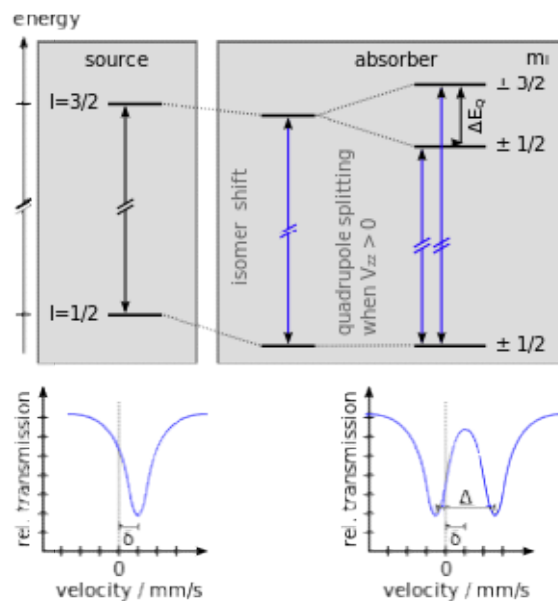 energy
source
absorber
mI
I=3/2
⊥ 3/2
ΔEQ
± 1/2
isomer shift
quadrupole splitting
when Vzz > 0
I=1/2
± 1/2
rel. transmission
δ
0
velocity / mm/s
rel. transmission
Δ
δ
0
velocity / mm/s